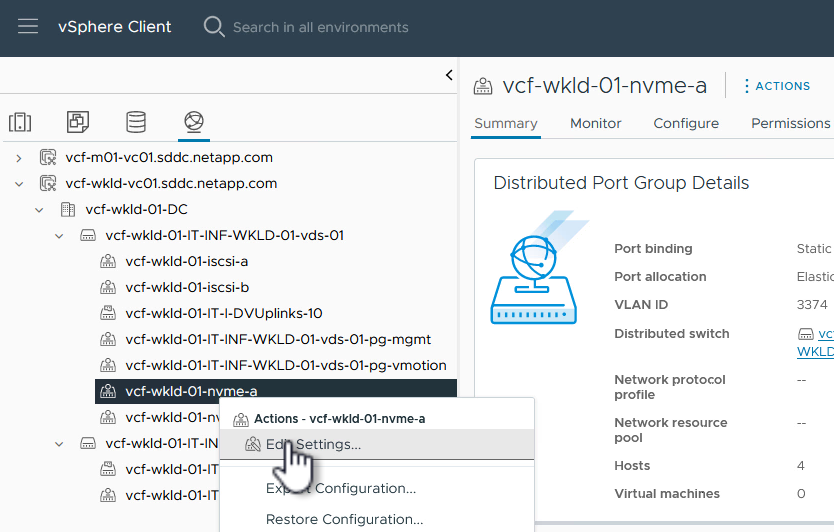 vSphere Client
Search in all environments
vcf-m01-vc01.sddc.netapp.com
vcf-wkld-vc01.sddc.netapp.com
vcf-wkld-01-DC
vcf-wkld-01-IT-INF-WKLD-01-vds-01
vcf-wkld-01-iscsi-a
vcf-wkld-01-iscsi-b
vcf-wkld-01-IT-I-DVUplinks-10
vcf-wkld-01-IT-INF-WKLD-01-vds-01-pg-mgmt
vcf-wkld-01-IT-INF-WKLD-01-vds-01-pg-vmotion
vcf-wkld-01-nvme-a
vcf-wkld-01-nv
vcf-wkld-01-IT-IN
vcf-wkld-01-IT
vcf-wkld-01-IT
Actions - vcf-wkld-01-nvme-a
Edit Settings...
Export Configuration...
Restore Configuration...
vcf-wkld-01-nvme-a
ACTIONS
Summary Monitor Configure Permissions
Distributed Port Group Details
Port binding Static
Port allocation Elastic
VLAN ID 3374
Distributed switch vc
WKLD
Network protocol profile --
Network resource pool --
Hosts 4
Virtual machines 0